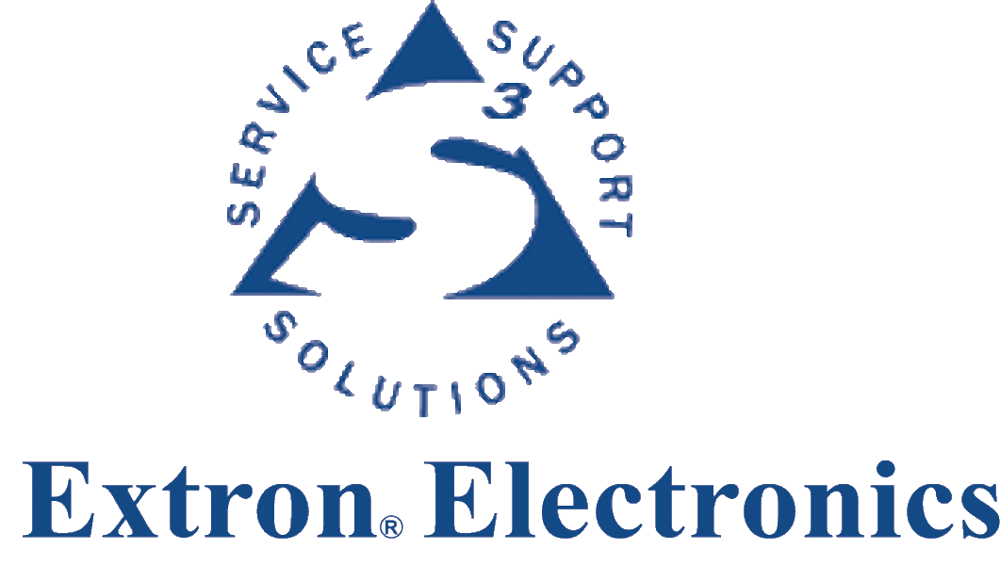 SERVICE
SUPPORT
3
SOLUTIONS
Extron® Electronics